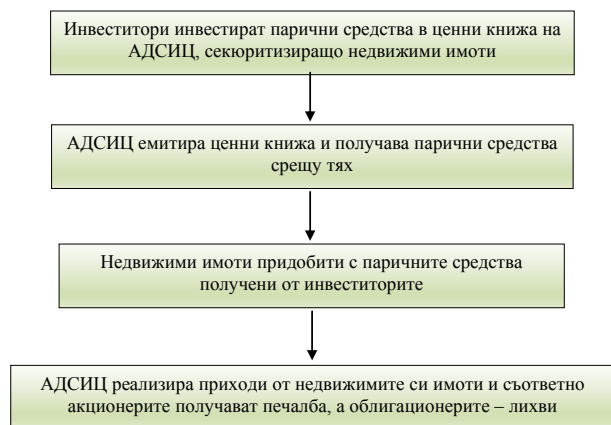 Инвеститори инвестират парични средства в ценни книжа на
АДСИЦ, секюритизиращо недвижими имоти
АДСИЦ емитира ценни книжа и получава парични средства
срещу тях
Недвижими имоти придобити с паричните средства
получени от инвеститорите
АДСИЦ реализира приходи от недвижимите си имоти и съответно
акционерите получават печалба, а облигационерите – лихви